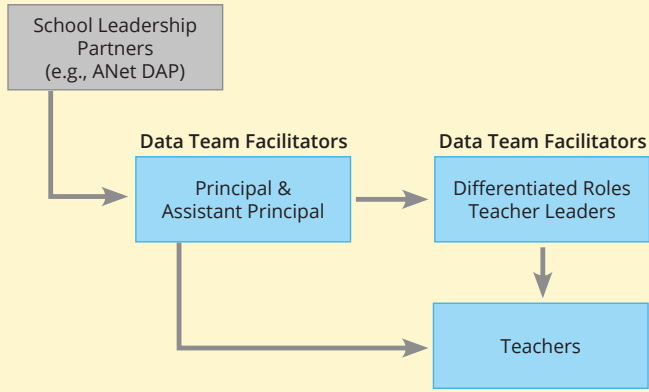 School Leadership
Partners
(e.g., ANet DAP)
Data Team Facilitators
Data Team Facilitators
Principal &
Assistant Principal
Differentiated Roles
Teacher Leaders
Teachers